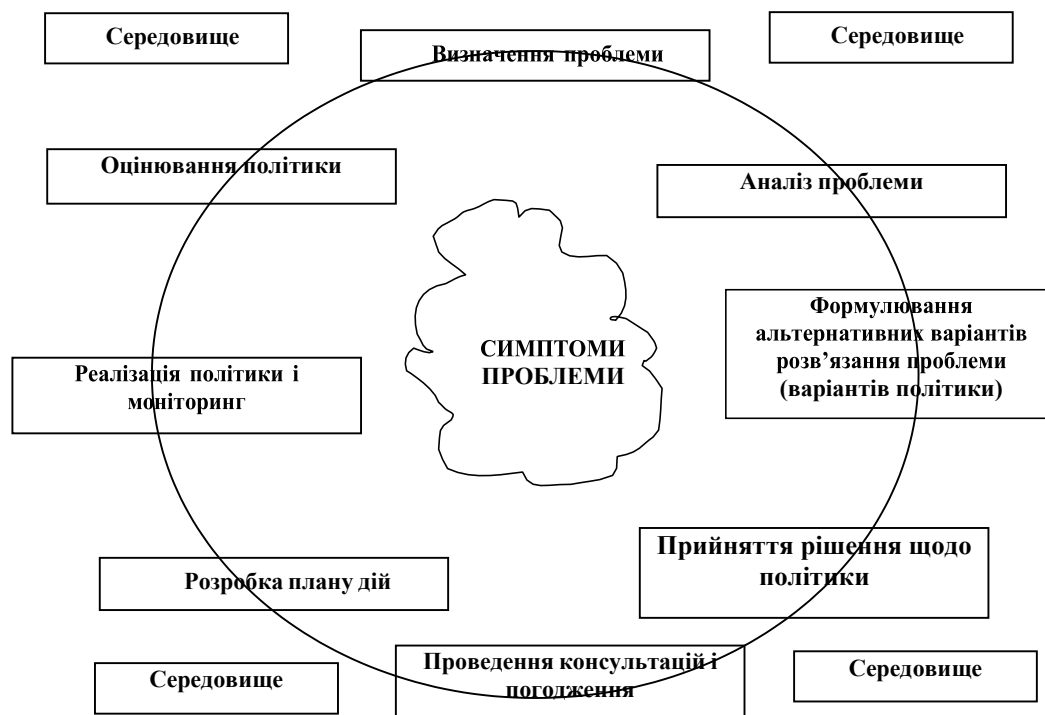 Середовище
Середовище
Визначення проблеми
Оцінювання політики
Аналіз проблеми
Формулювання
альтернативних варіантів
розв’язання проблеми
(варіантів політики)
СИМПТОМИ
ПРОБЛЕМИ
Реалізація політики і
моніторинг
Прийняття рішення щодо
політики
Розробка плану дій
Проведення консультацій і
погодження
Середовище
Середовище